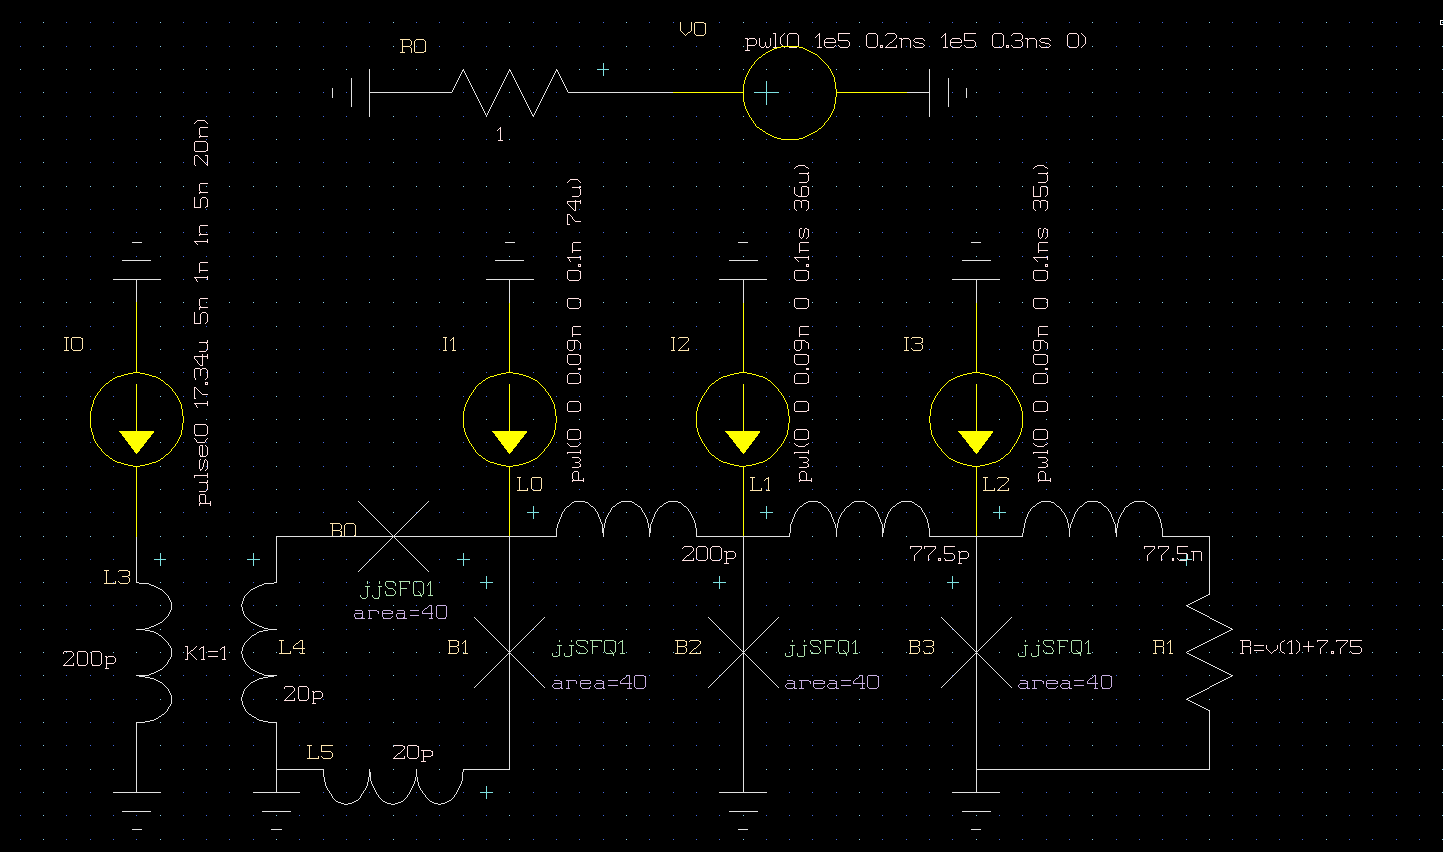 V0
pwl(0 1e5 0.2ns 1e5 0.3ns 0)
R0
1
pulse(0 17.34u 5n 1n 1n 5n 20n)
pwl(0 0 0.09n 0 0.1n 74u)
pwl(0 0 0.09n 0 0.1ns 36u)
pwl(0 0 0.09n 0 0.1ns 35u)
I0
I1
I2
I3
L0
L1
L2
B0
200p
77.5p
77.5n
L3
jjSFQ1
area=40
200p
K1=1
L4
20p
B1
jjSFQ1
area=40
B2
jjSFQ1
area=40
B3
jjSFQ1
area=40
R1
R=v(1)+7.75
L5
20p